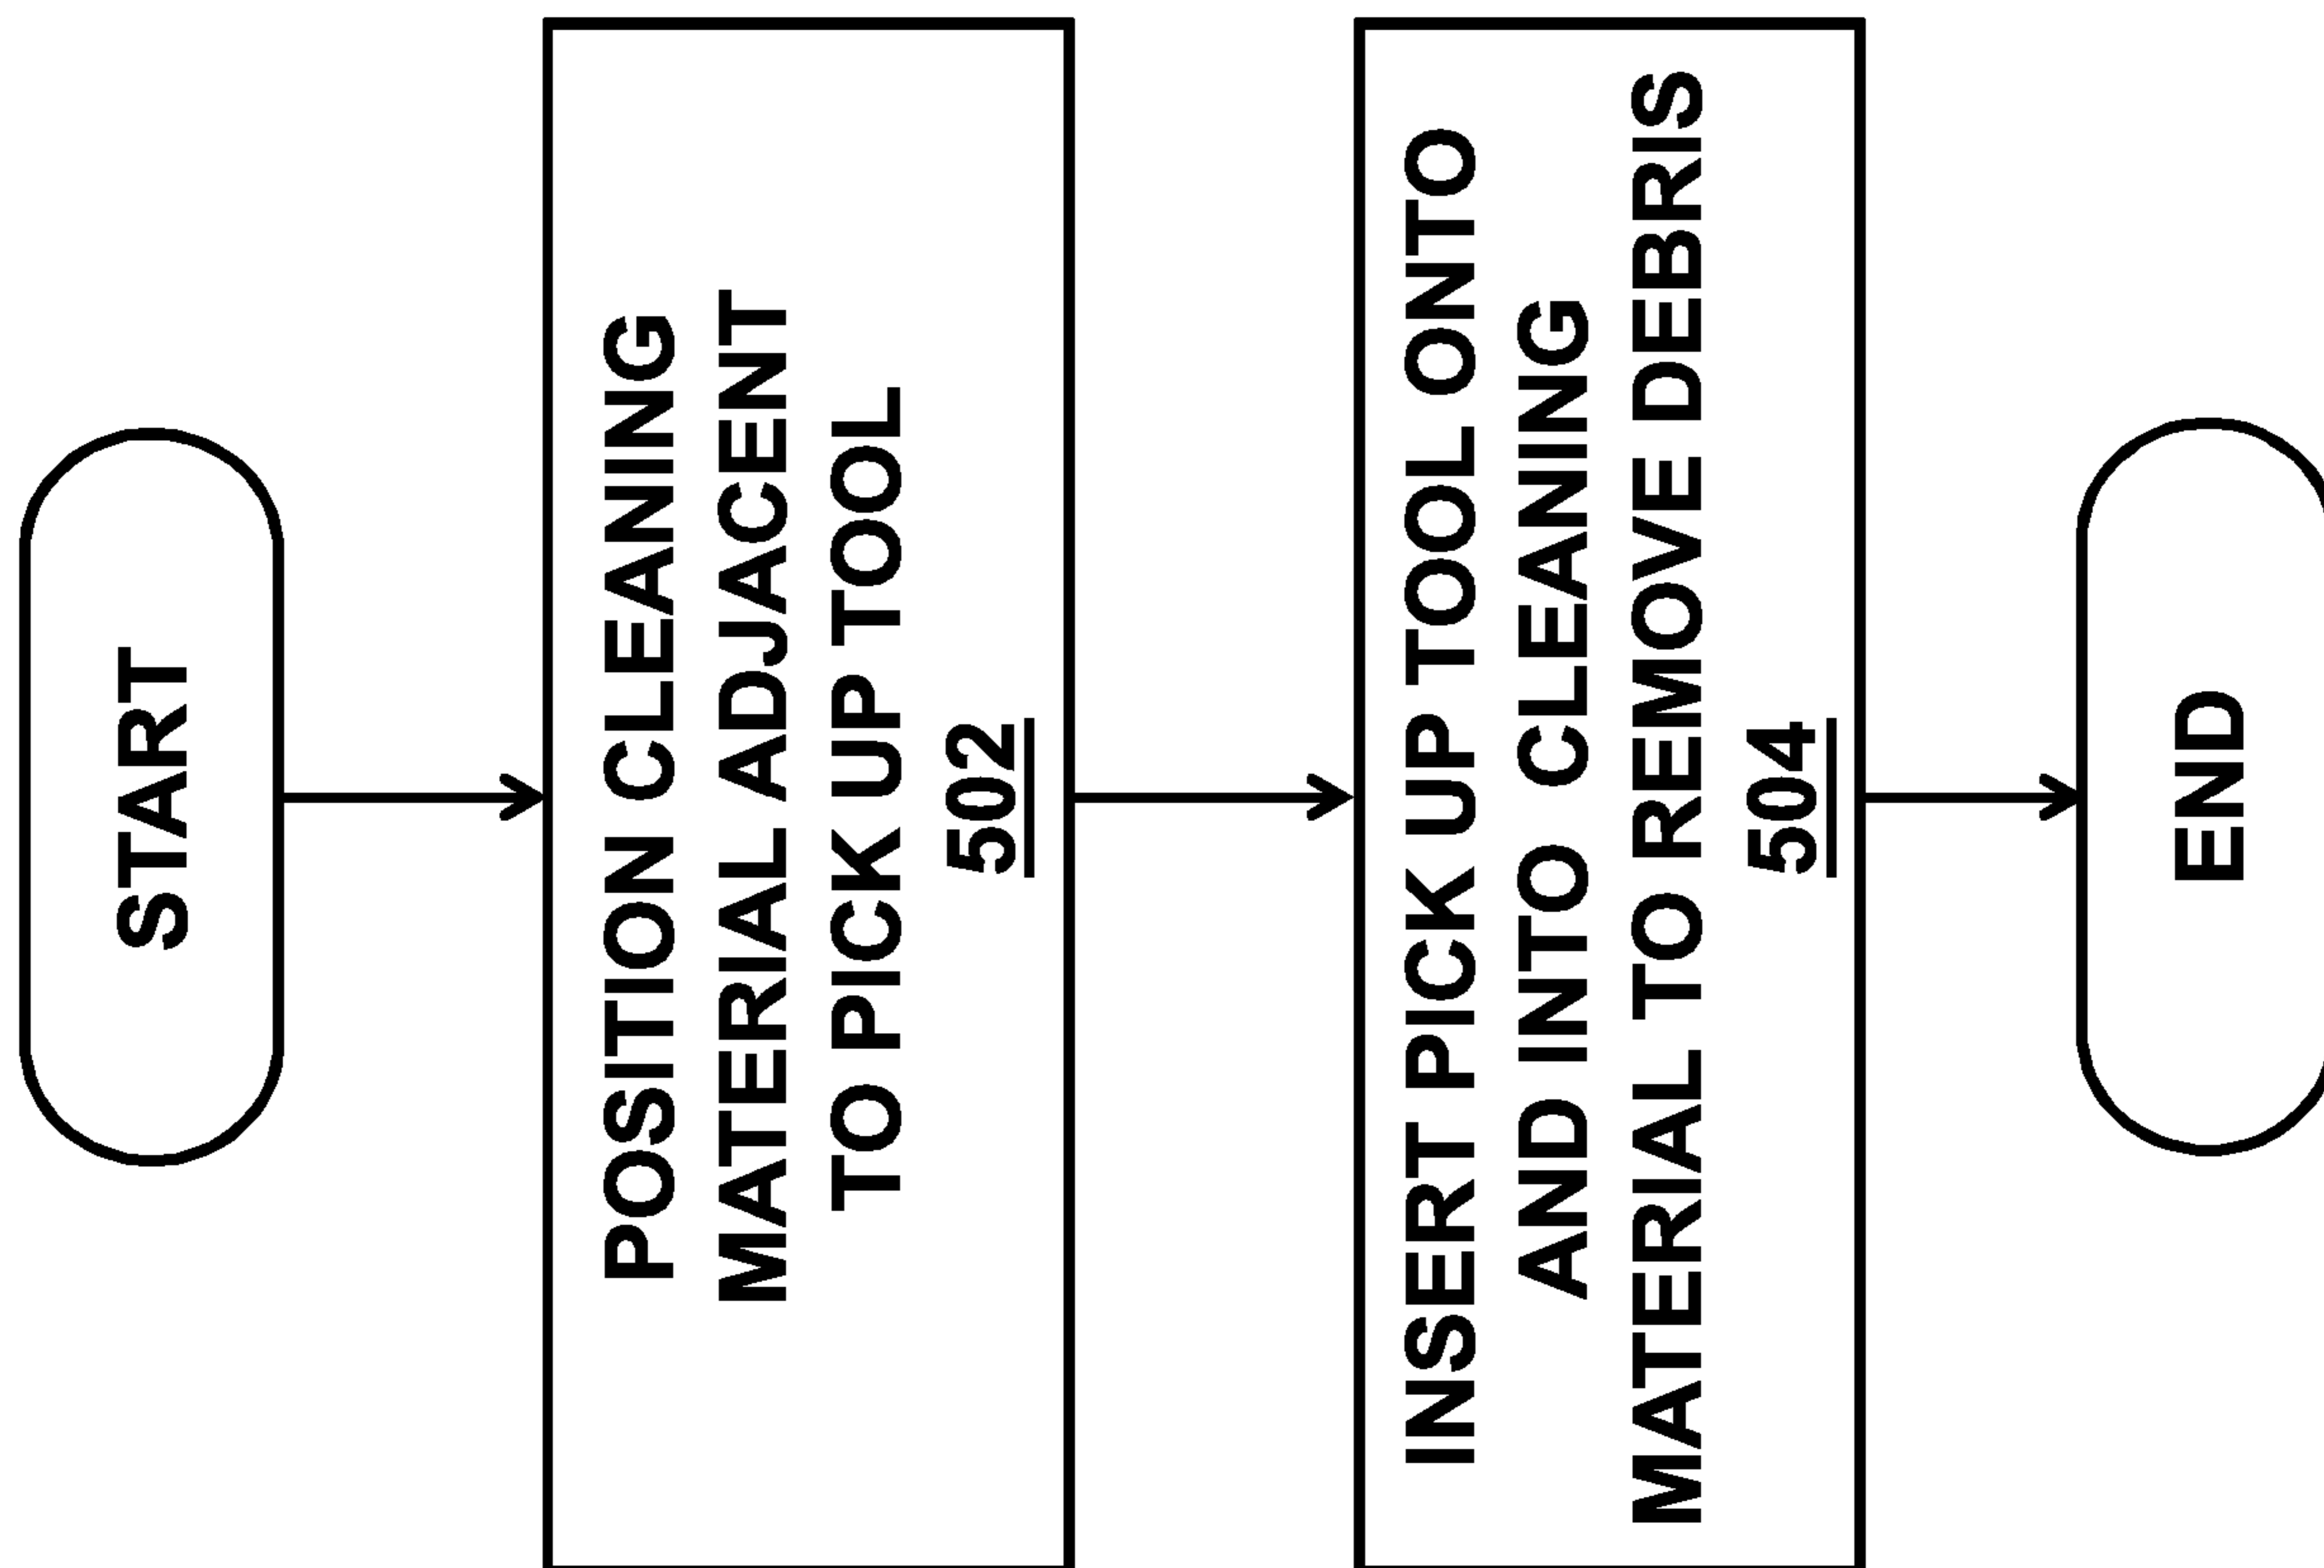 START
POSITION CLEANING
MATERIAL ADJACENT
TO PICK UP TOOL
502
INSERT PICK UP TOOL ONTO
AND INTO CLEANING
MATERIAL TO REMOVE DEBRIS
504
END